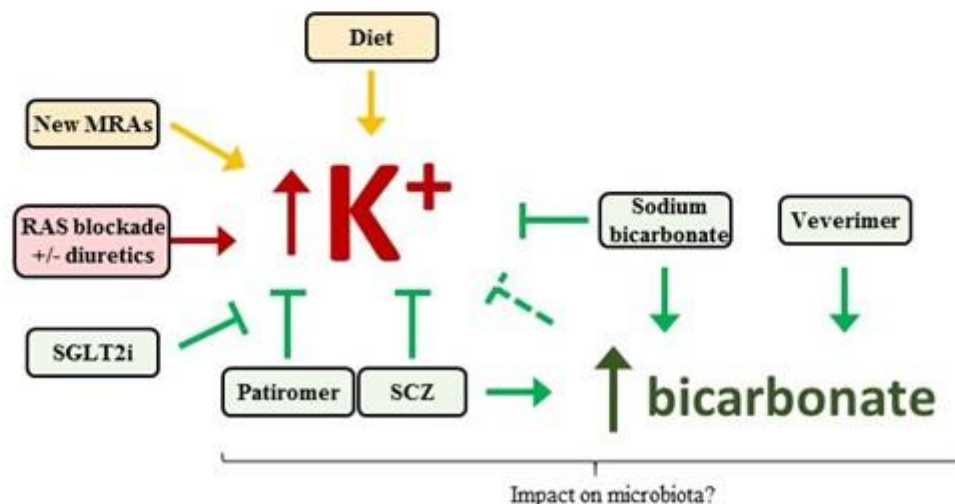 Diet
New MRAs
K+
RAS blockade
+/- diuretics
Sodium
bicarbonate
Veverimer
SGLT2i
Patiromer
SCZ
bicarbonate
Impact on microbiota?